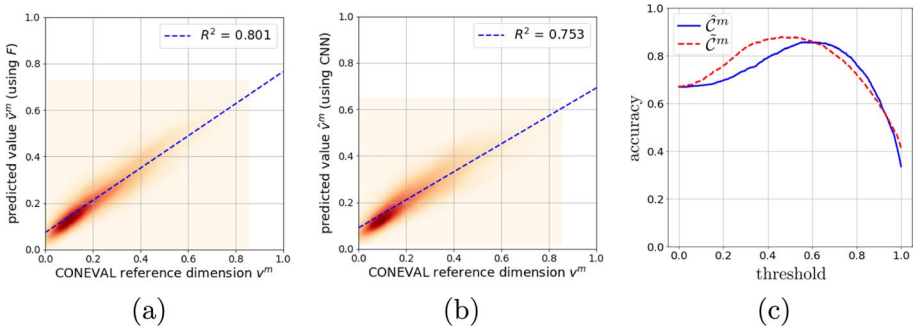 predicted value ṽᵐ (using F)
1.0
0.8
0.6
0.4
0.2
0.0
R² = 0.801
0.0 0.2 0.4 0.6 0.8 1.0
CONEVAL reference dimension vᵐ
(a)
predicted value v̂ᵐ (using CNN)
1.0
0.8
0.6
0.4
0.2
0.0
R² = 0.753
0.0 0.2 0.4 0.6 0.8 1.0
CONEVAL reference dimension vᵐ
(b)
accuracy
1.0
0.8
0.6
0.4
0.2
0.0
Ĉᵐ
C̃ᵐ
0.0 0.2 0.4 0.6 0.8 1.0
threshold
(c)